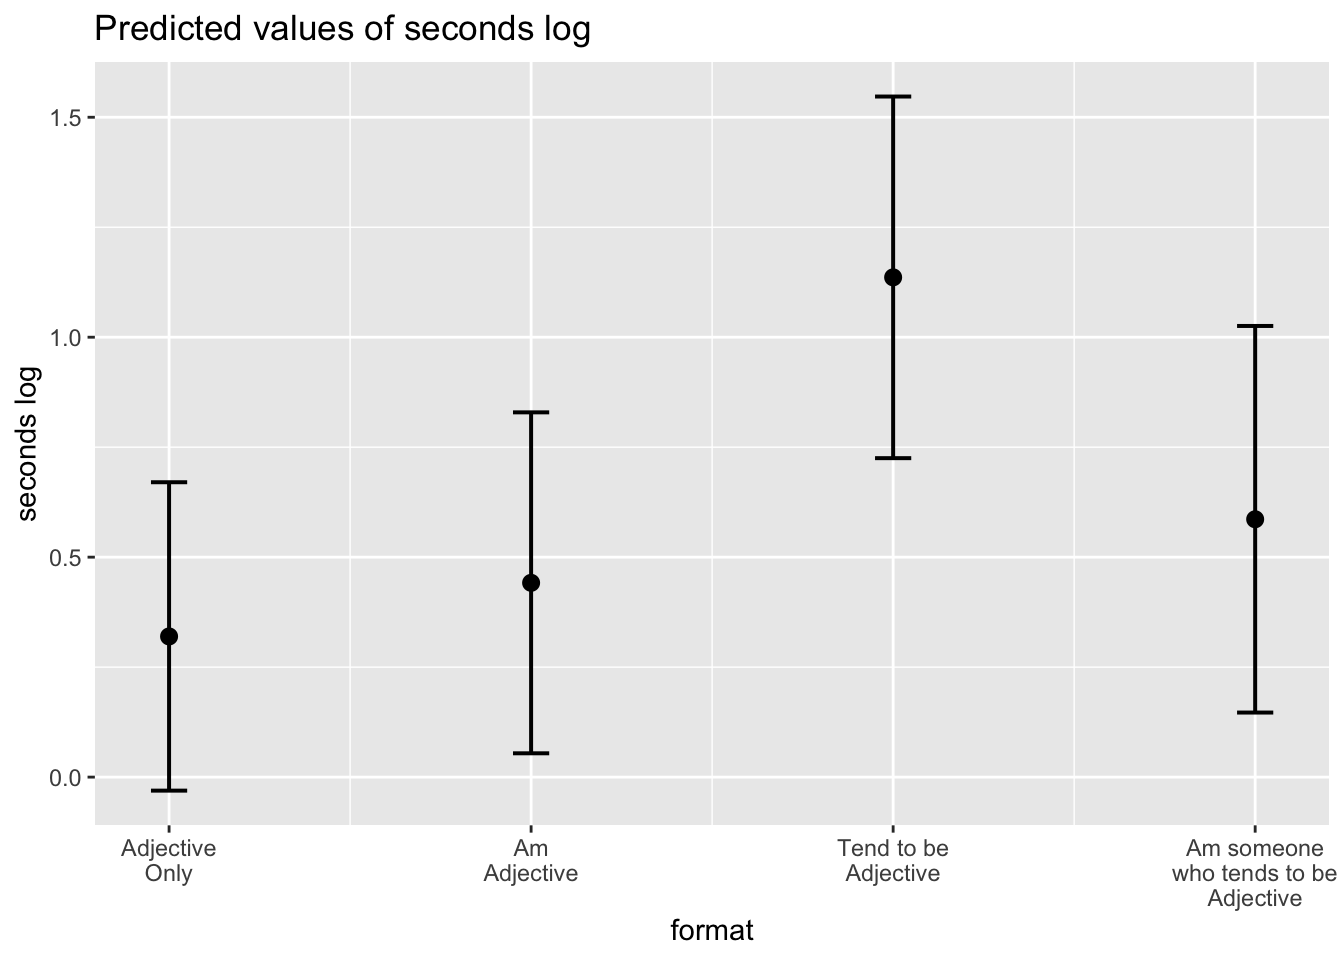 Predicted values of seconds log
seconds log
1.5
1.0
0.5
0.0
Adjective
Only
Am
Adjective
Tend to be
Adjective
Am someone
who tends to be
Adjective
format